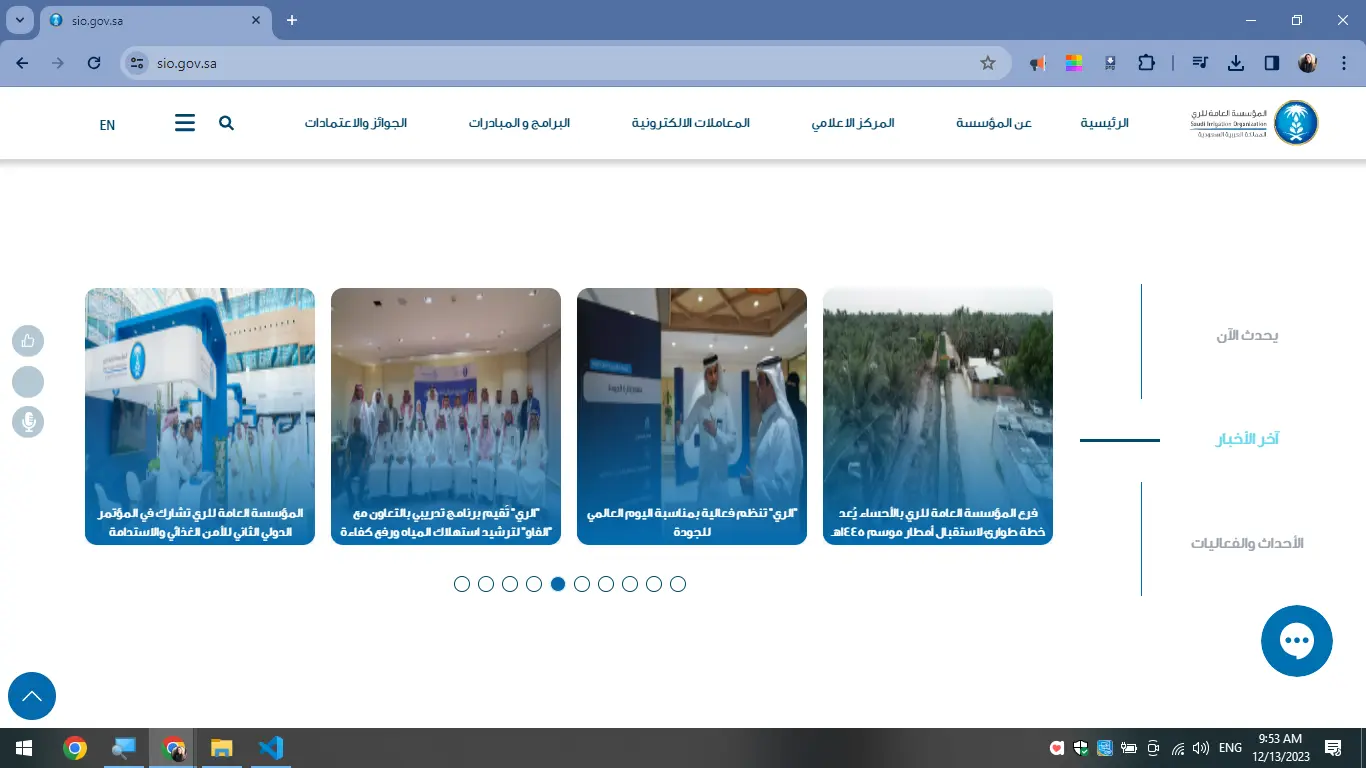 sio.gov.sa
sio.gov.sa
المؤسسة العامة للري
Saudi Irrigation Organization
المملكة العربية السعودية
الرئيسية
عن المؤسسة
المركز الاعلامي
المعاملات الالكترونية
البرامج و المبادرات
الجوائز والاعتمادات
EN
يحدث الآن
آخر الأخبار
الأحداث والفعاليات
فرع المؤسسة العامة للري بالأحساء يُعد
خطة طوارئ لاستقبال أمطار موسم ١٤٤٥هـ
"الري" تنظم فعالية بمناسبة اليوم العالمي
للجودة
"الري" تُقيم برنامج تدريبي بالتعاون مع
"الفاو" لترشيد استهلاك المياه ورفع كفاءة
المؤسسة العامة للري تشارك في المؤتمر
الدولي الثاني للأمن الغذائي والاستدامة
ENG
9:53 AM
12/13/2023